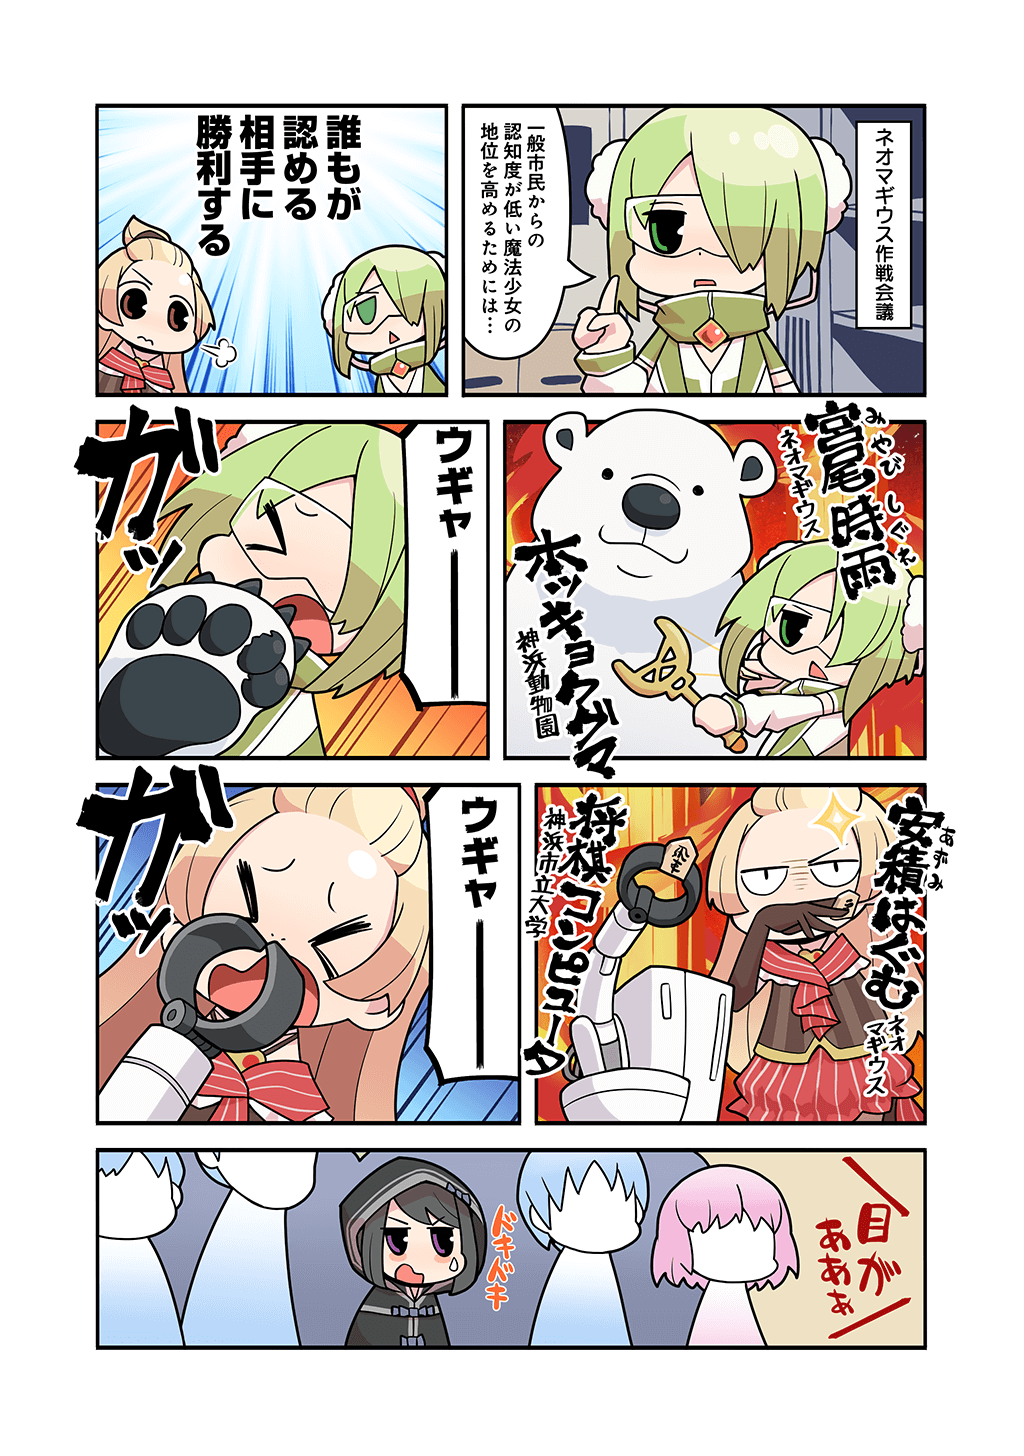 ネオマギウス作戦会議
一般市民からの
認知度が低い魔法少女の
地位を高めるためには…
誰もが
認める
相手に
勝利する
みやび しぐれ
宮尾時雨
ネオマギウス
ホッキョクグマ
神浜動物園
ウギャ――
ガッ
あずみ
安積はぐむ
ネオ
マギウス
将棋コンピュータ
神浜市立大学
ウギャ――
ガッ
目が
あああぁ
ドキドキ